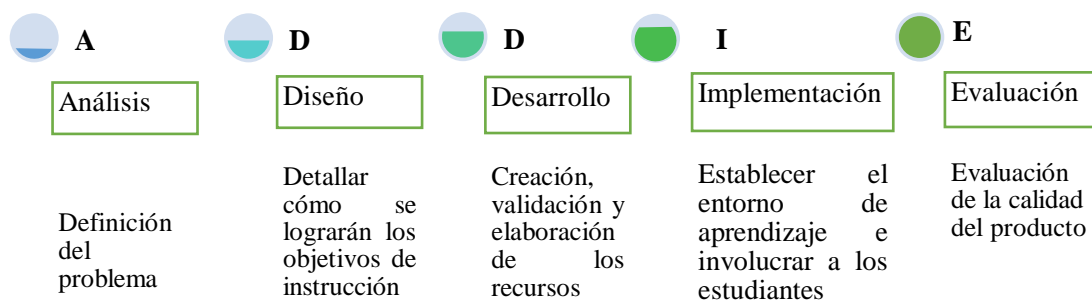 A
D
D
I
E
Análisis
Diseño
Desarrollo
Implementación
Evaluación
Definición
del
problema
Detallar
cómo se
lograrán los
objetivos de
instrucción
Creación,
validación y
elaboración
de los
recursos
Establecer el
entorno de
aprendizaje e
involucrar a los
estudiantes
Evaluación
de la calidad
del producto